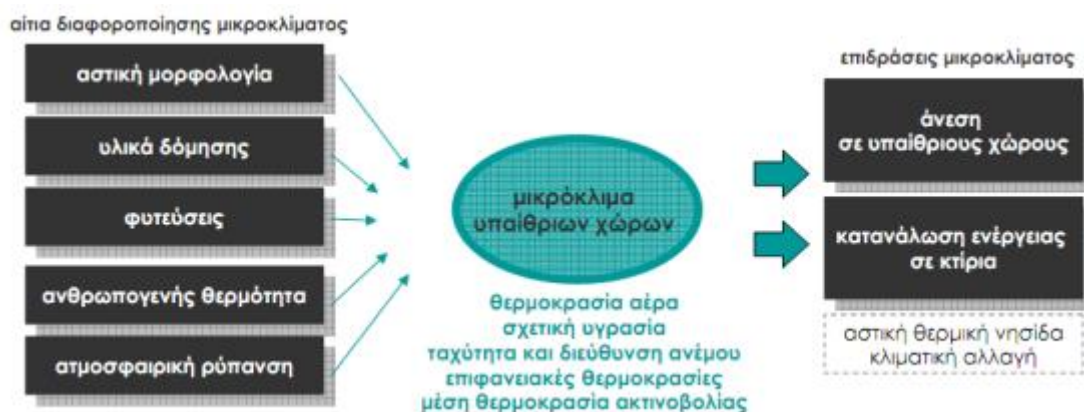 αίτια διαφοροποίησης μικροκλίματος
αστική μορφολογία
υλικά δόμησης
φυτεύσεις
ανθρωπογενής θερμότητα
ατμοσφαιρική ρύπανση
μικρόκλιμα
υπαίθριων χώρων
θερμοκρασία αέρα
σχετική υγρασία
ταχύτητα και διεύθυνση ανέμου
επιφανειακές θερμοκρασίες
μέση θερμοκρασία ακτινοβολίας
επιδράσεις μικροκλίματος
άνεση
σε υπαίθριους χώρους
κατανάλωση ενέργειας
σε κτίρια
αστική θερμική νησίδα
κλιματική αλλαγή